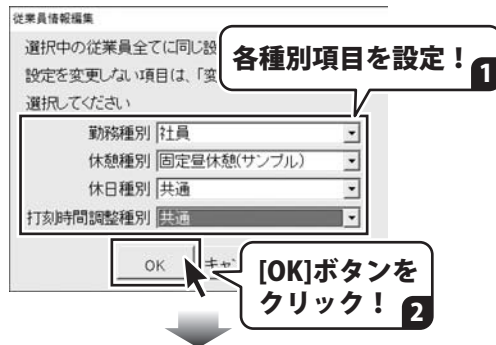 従業員情報編集
選択中の従業員全てに同じ設
設定を変更しない項目は、「変
選択してください
各種別項目を設定！
1
勤務種別 社員
休憩種別 固定昼休憩(サンプル)
休日種別 共通
打刻時間調整種別 共通
OK
キャン
[OK]ボタンを
クリック！
2